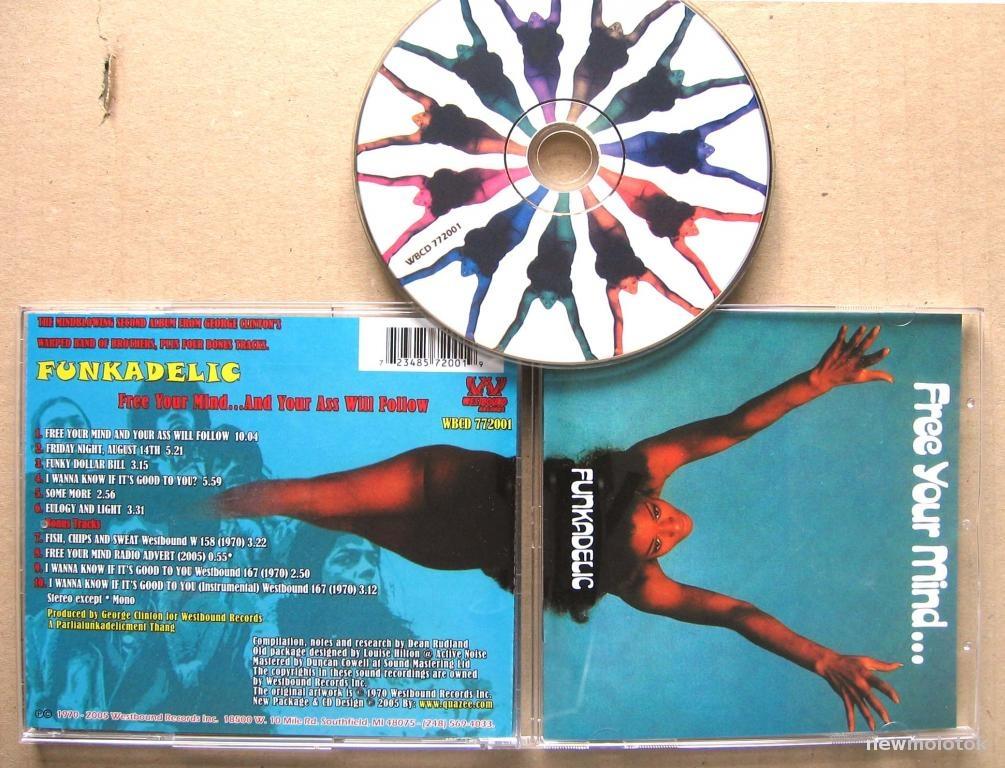 WBCD 772001
THE MINDBLOWING SECOND ALBUM FROM GEORGE CLINTON'S
WARPED BAND OF BROTHERS, PLUS FOUR BONUS TRACKS.
7 23485 72001 9
FUNKADELIC
Free Your Mind...And Your Ass Will Follow
WESTBOUND
RECORDS
WBCD 772001
1. FREE YOUR MIND AND YOUR ASS WILL FOLLOW 10.04
2. FRIDAY NIGHT, AUGUST 14TH 5.21
3. FUNKY DOLLAR BILL 3.15
4. I WANNA KNOW IF IT'S GOOD TO YOU? 5.59
5. SOME MORE 2.56
6. EULOGY AND LIGHT 3.31
Bonus Tracks
7. FISH, CHIPS AND SWEAT Westbound W 158 (1970) 3.22
8. FREE YOUR MIND RADIO ADVERT (2005) 0.55*
9. I WANNA KNOW IF IT'S GOOD TO YOU Westbound 167 (1970) 2.50
10. I WANNA KNOW IF IT'S GOOD TO YOU (Instrumental) Westbound 167 (1970) 3.12
Stereo except * Mono
Produced by George Clinton for Westbound Records
A Parliafunkadelicment Thang
Compilation, notes and research by Dean Rudland
Old package designed by Louise Hilton @ Active Noise
Mastered by Duncan Cowell at Sound Mastering Ltd
The copyrights in these sound recordings are owned
by Westbound Records Inc.
The original artwork is © 1970 Westbound Records Inc.
New Package & CD Design © 2005 By: www.quazee.com
℗ © 1970 - 2005 Westbound Records Inc. 18500 W. 10 Mile Rd. Southfield, MI 48075 - (248) 569-1033.
FUNKADELIC
Free Your Mind...
newmolotok